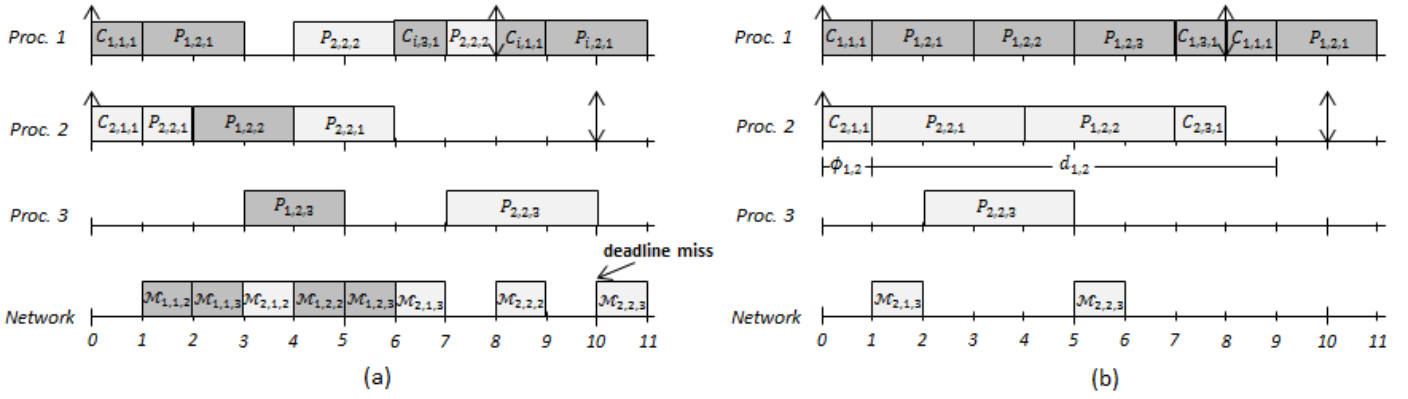 Proc. 1 C1,1,1 P1,2,1 P2,2,2 Ci,3,1 P2,2,2 Ci,1,1 Pi,2,1
Proc. 2 C2,1,1 P2,2,1 P1,2,2 P2,2,1
Proc. 3 P1,2,3 P2,2,3
deadline miss
Network ℳ1,1,2 ℳ1,1,3 ℳ2,1,2 ℳ1,2,2 ℳ1,2,3 ℳ2,1,3 ℳ2,2,2 ℳ2,2,3
0 1 2 3 4 5 6 7 8 9 10 11
(a)
Proc. 1 C1,1,1 P1,2,1 P1,2,2 P1,2,3 C1,3,1 C1,1,1 P1,2,1
Proc. 2 C2,1,1 P2,2,1 P1,2,2 C2,3,1
ϕ1,2 d1,2
Proc. 3 P2,2,3
Network ℳ2,1,3 ℳ2,2,3
0 1 2 3 4 5 6 7 8 9 10 11
(b)